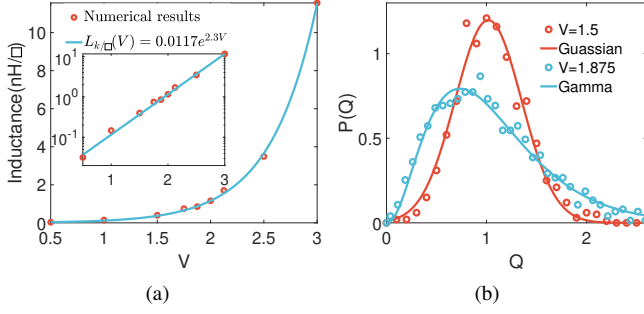 Numerical results
L_{k/□}(V) = 0.0117e^{2.3V}
Inductance(nH/□)
10
8
6
4
2
0
10^1
10^0
10^{-1}
1 2 3
0.5 1 1.5 2 2.5 3
V
(a)
V=1.5
Guassian
V=1.875
Gamma
P(Q)
1
0.5
0
0 1 2
Q
(b)